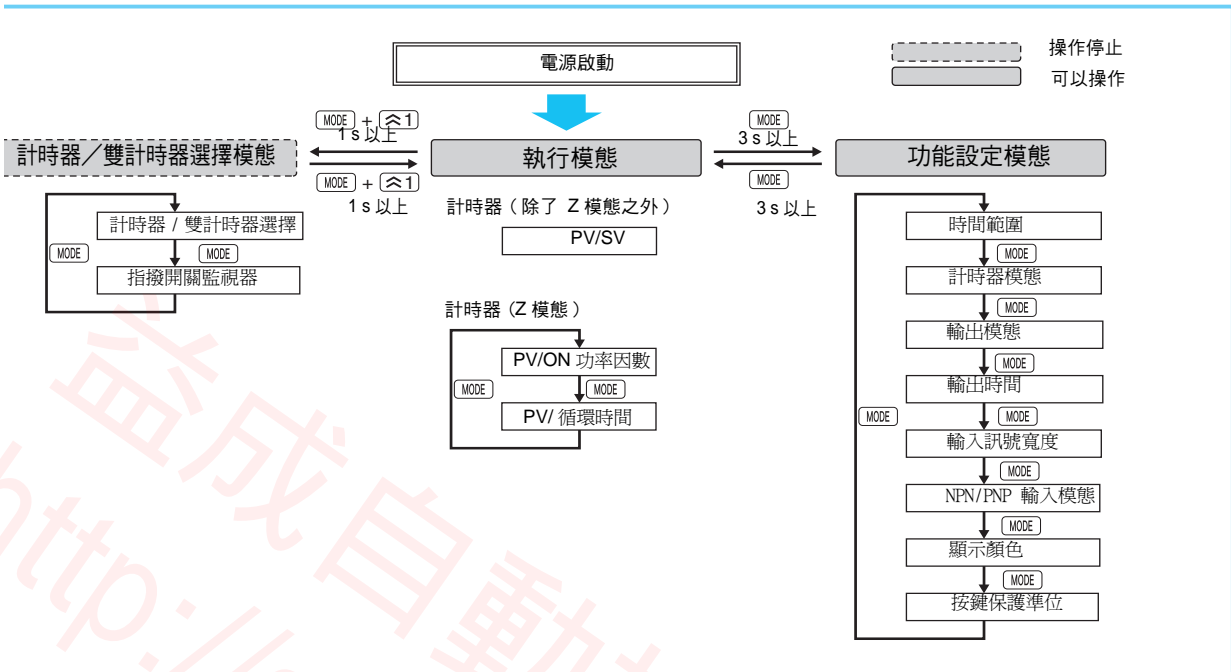 電源啟動
操作停止
可以操作
MODE + 1
1 s 以上
MODE
3 s 以上
計時器／雙計時器選擇模態
執行模態
功能設定模態
MODE + 1
1 s 以上
MODE
3 s 以上
計時器 / 雙計時器選擇
MODE
MODE
指撥開關監視器
計時器 ( 除了 Z 模態之外 )
PV/SV
計時器 (Z 模態 )
PV/ON 功率因數
MODE
MODE
PV/ 循環時間
時間範圍
MODE
計時器模態
MODE
輸出模態
MODE
輸出時間
MODE
MODE
輸入訊號寬度
MODE
NPN/PNP 輸入模態
MODE
顯示顏色
MODE
按鍵保護準位
益成自動
http://